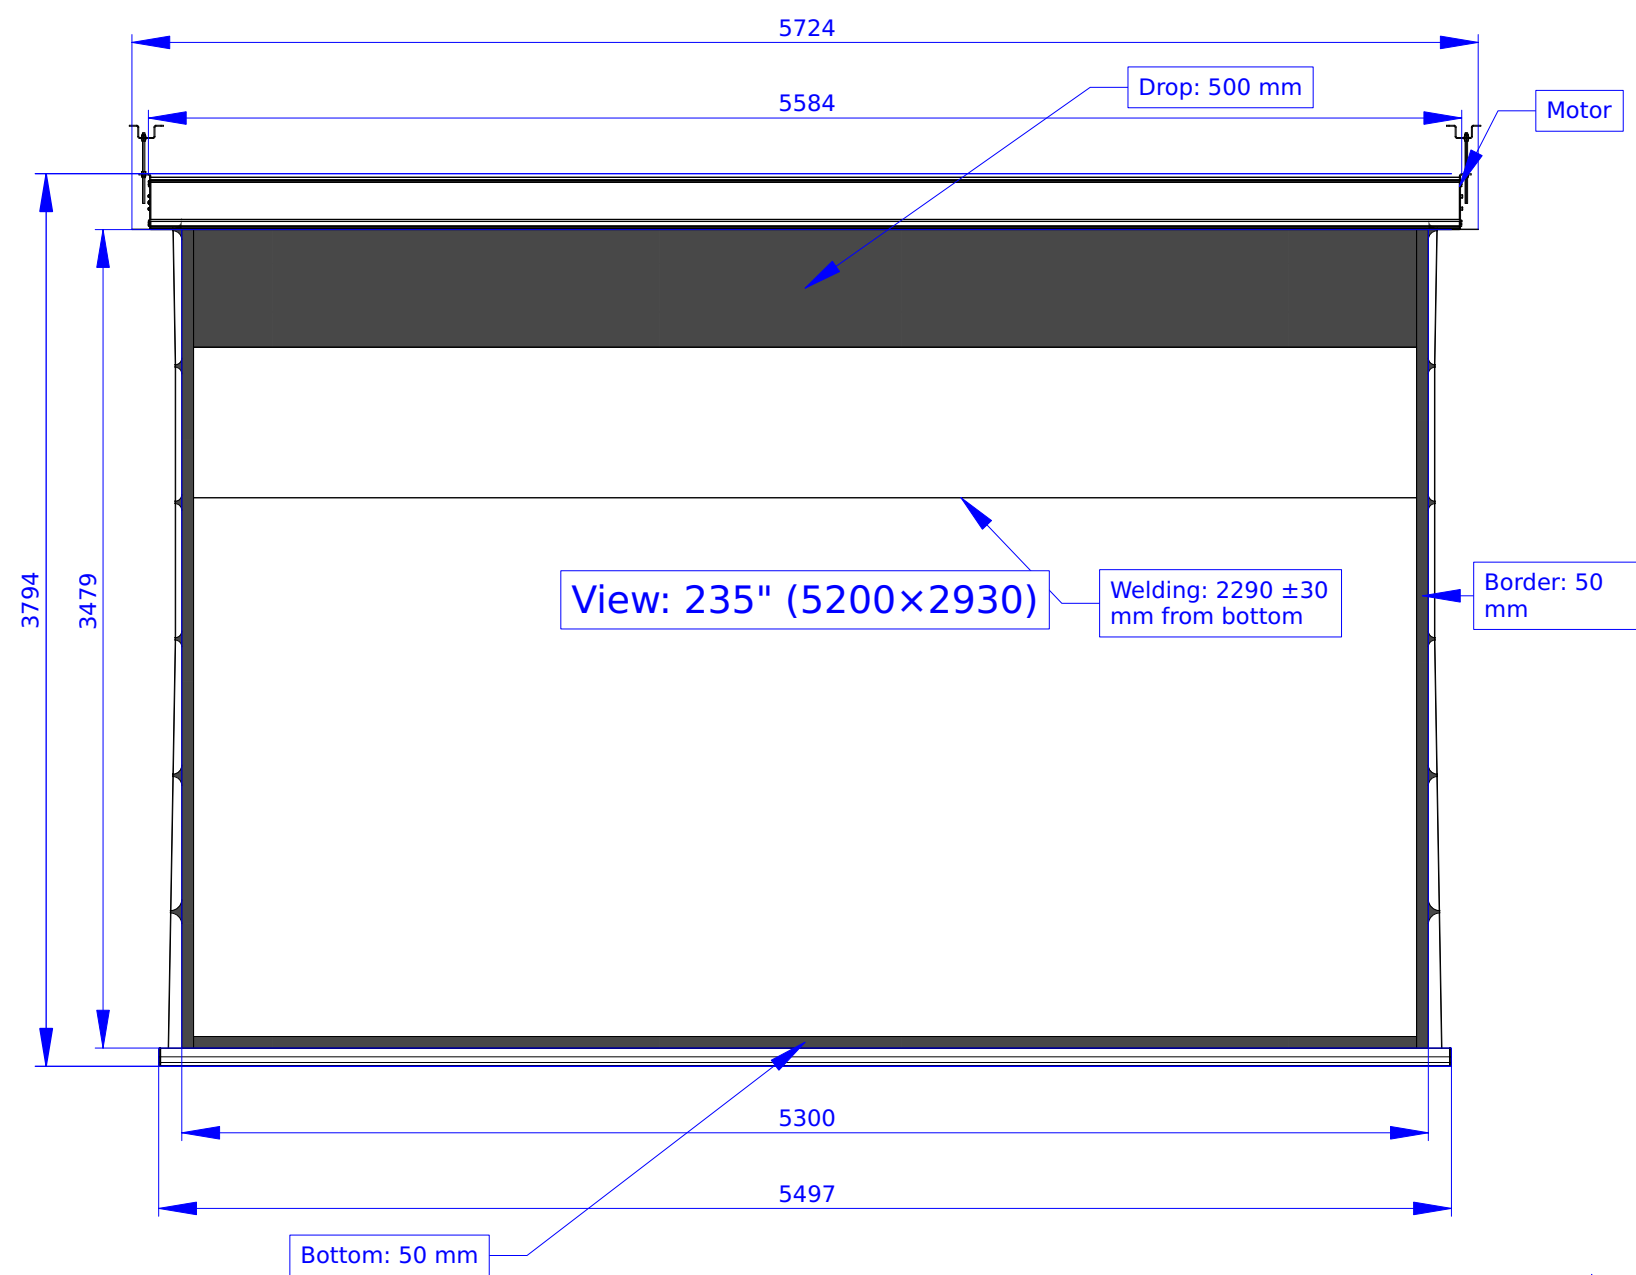 5724
Drop: 500 mm
5584
Motor
3794
3479
View: 235" (5200×2930)
Welding: 2290 ±30
mm from bottom
Border: 50
mm
5300
5497
Bottom: 50 mm